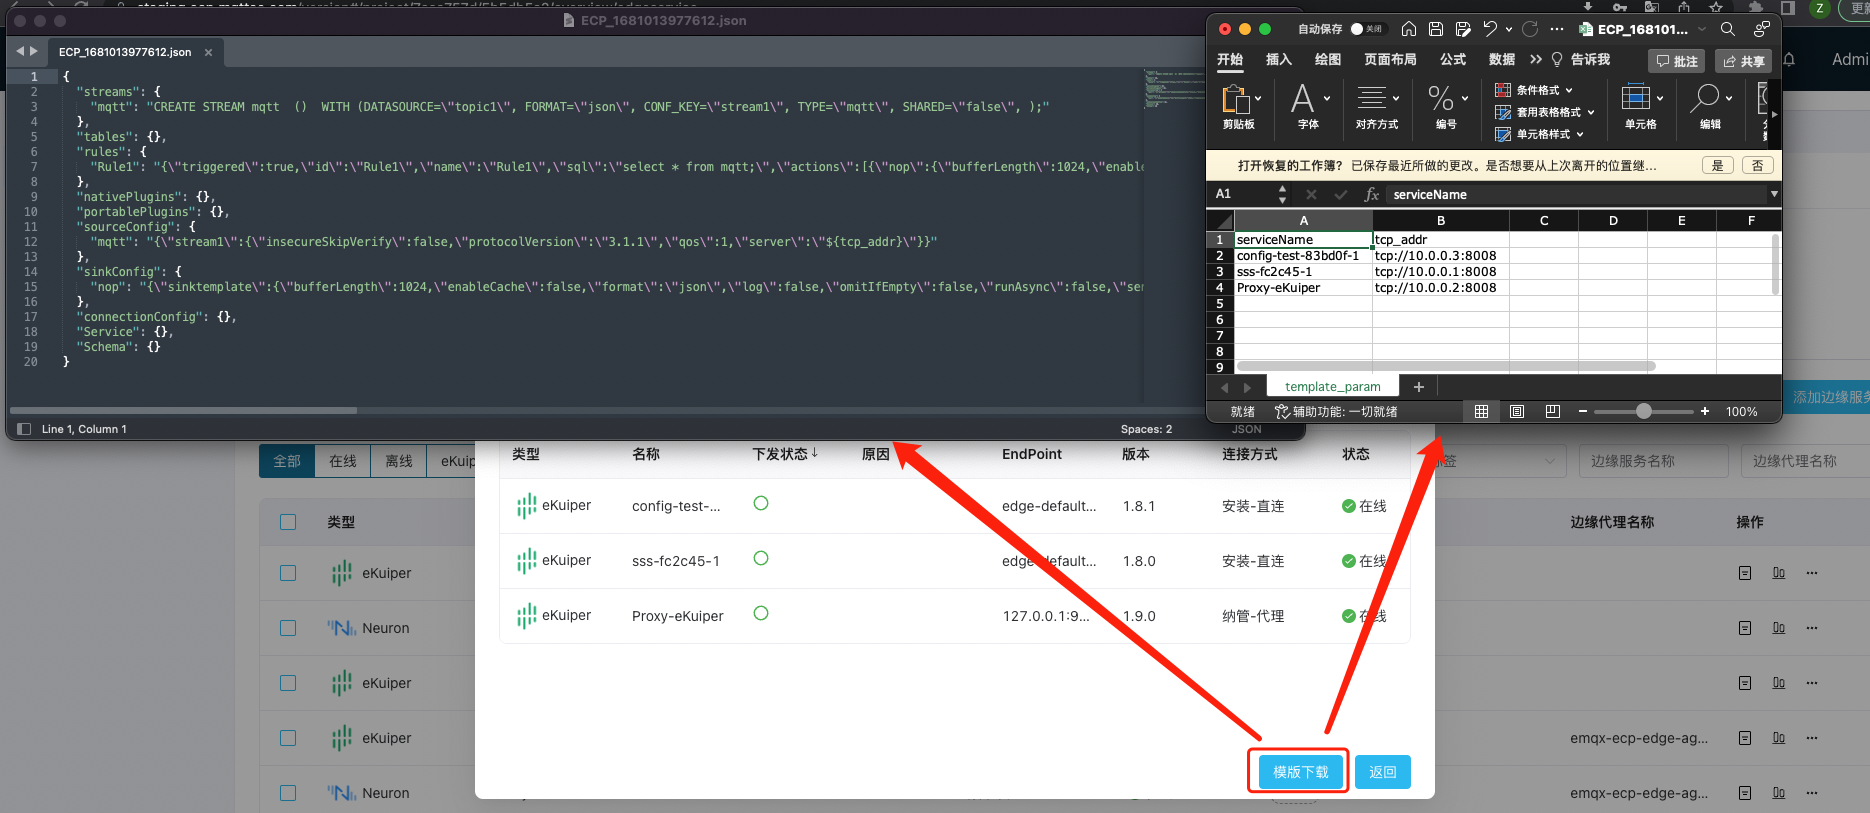 ECP_1681013977612.json
ECP_1681013977612.json ×
1 {
2 "streams": {
3 "mqtt": "CREATE STREAM mqtt  ()  WITH (DATASOURCE=\"topic1\", FORMAT=\"json\", CONF_KEY=\"stream1\", TYPE=\"mqtt\", SHARED=\"false\", );"
4 },
5 "tables": {},
6 "rules": {
7 "Rule1": "{\"triggered\":true,\"id\":\"Rule1\",\"name\":\"Rule1\",\"sql\":\"select * from mqtt;\",\"actions\":[{\"nop\":{\"bufferLength\":1024,\"enable
8 },
9 "nativePlugins": {},
10 "portablePlugins": {},
11 "sourceConfig": {
12 "mqtt": "{\"stream1\":{\"insecureSkipVerify\":false,\"protocolVersion\":\"3.1.1\",\"qos\":1,\"server\":\"${tcp_addr}\"}}"
13 },
14 "sinkConfig": {
15 "nop": "{\"sinktemplate\":{\"bufferLength\":1024,\"enableCache\":false,\"format\":\"json\",\"log\":false,\"omitIfEmpty\":false,\"runAsync\":false,\"se
16 },
17 "connectionConfig": {},
18 "Service": {},
19 "Schema": {}
20 }
Line 1, Column 1 Spaces: 2 JSON
自动保存 关闭 ... ECP_168101...
开始 插入 绘图 页面布局 公式 数据 >> 告诉我 批注 共享
剪贴板 字体 对齐方式 编号 条件格式 套用表格格式 单元格样式 单元格 编辑
打开恢复的工作簿? 已保存最近所做的更改。是否想要从上次离开的位置继... 是 否
A1 fx serviceName
A B C D E F
1 serviceName tcp_addr
2 config-test-83bd0f-1 tcp://10.0.0.3:8008
3 sss-fc2c45-1 tcp://10.0.0.1:8008
4 Proxy-eKuiper tcp://10.0.0.2:8008
5
6
7
8
9
template_param +
就绪 辅助功能: 一切就绪 − + 100%
Z 更新
Admi
添加边缘服务
全部 在线 离线 eKuip
边缘服务名称 边缘代理名称
类型 边缘代理名称 操作
eKuiper ...
Neuron ...
eKuiper ...
eKuiper emqx-ecp-edge-ag... ...
Neuron emqx-ecp-edge-ag... ...
类型 名称 下发状态↓ 原因 EndPoint 版本 连接方式 状态
eKuiper config-test-... edge-default... 1.8.1 安装-直连 在线
eKuiper sss-fc2c45-1 edge-default... 1.8.0 安装-直连 在线
eKuiper Proxy-eKuiper 127.0.0.1:9... 1.9.0 纳管-代理 在线
模版下载 返回